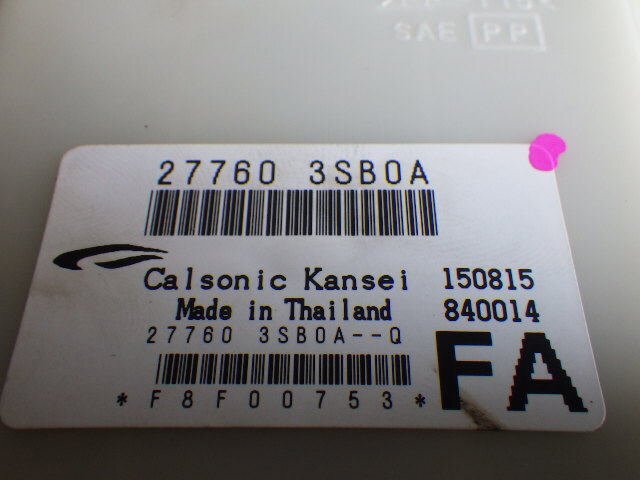 SAE PP
27760 3SB0A
Calsonic Kansei 150815
Made in Thailand 840014
27760 3SB0A--Q
*F8F00753*
FA